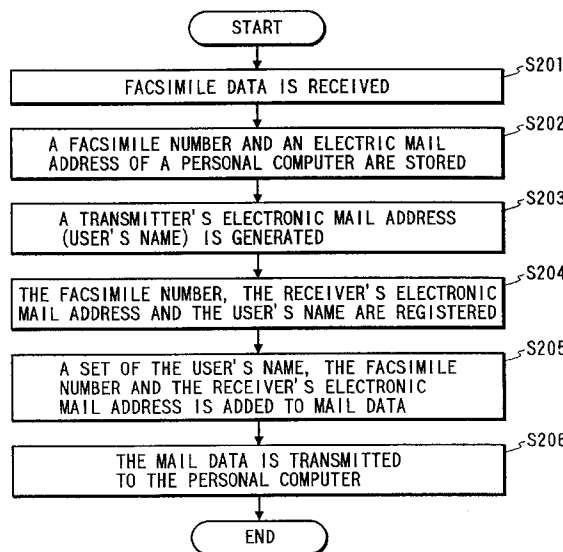 START
S201
FACSIMILE DATA IS RECEIVED
S202
A FACSIMILE NUMBER AND AN ELECTRIC MAIL
ADDRESS OF A PERSONAL COMPUTER ARE STORED
S203
A TRANSMITTER'S ELECTRONIC MAIL ADDRESS
(USER'S NAME) IS GENERATED
S204
THE FACSIMILE NUMBER, THE RECEIVER'S ELECTRONIC
MAIL ADDRESS AND THE USER'S NAME ARE REGISTERED
S205
A SET OF THE USER'S NAME, THE FACSIMILE
NUMBER AND THE RECEIVER'S ELECTRONIC
MAIL ADDRESS IS ADDED TO MAIL DATA
S206
THE MAIL DATA IS TRANSMITTED
TO THE PERSONAL COMPUTER
END